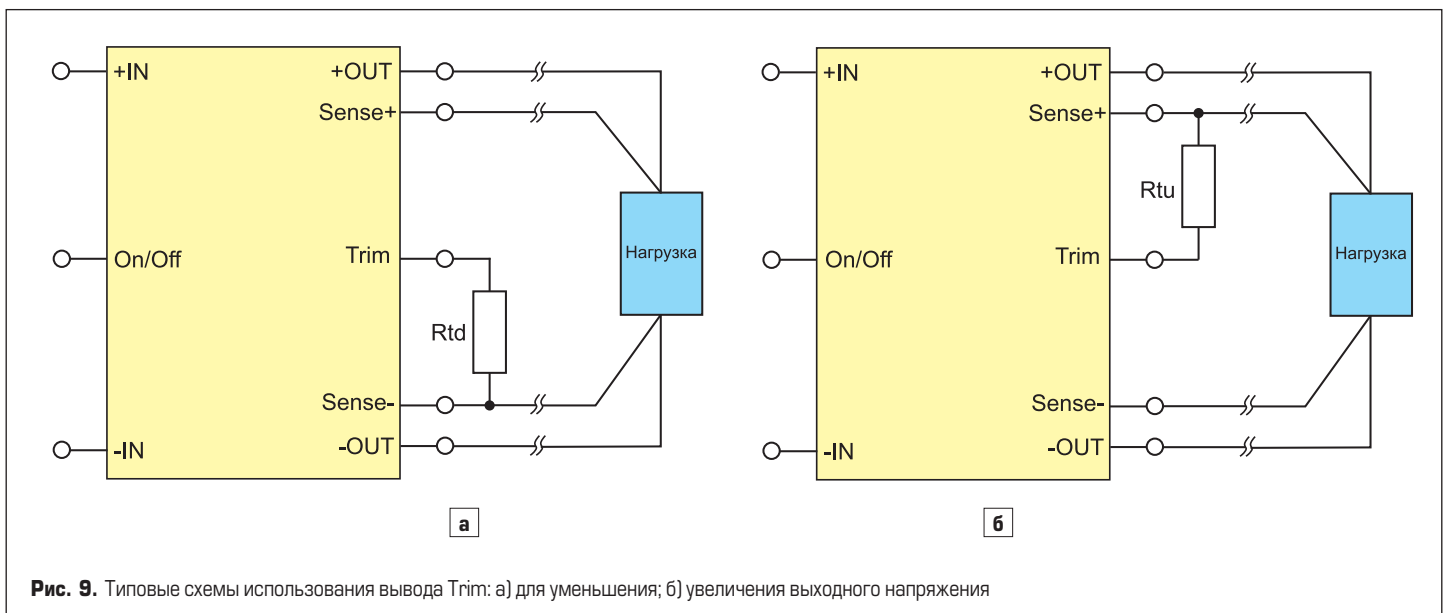 +IN
+OUT
Sense+
On/Off
Trim
Rtd
Нагрузка
Sense-
-IN
-OUT
а
+IN
+OUT
Sense+
Rtu
On/Off
Trim
Нагрузка
Sense-
-IN
-OUT
б
Рис. 9. Типовые схемы использования вывода Trim: а) для уменьшения; б) увеличения выходного напряжения